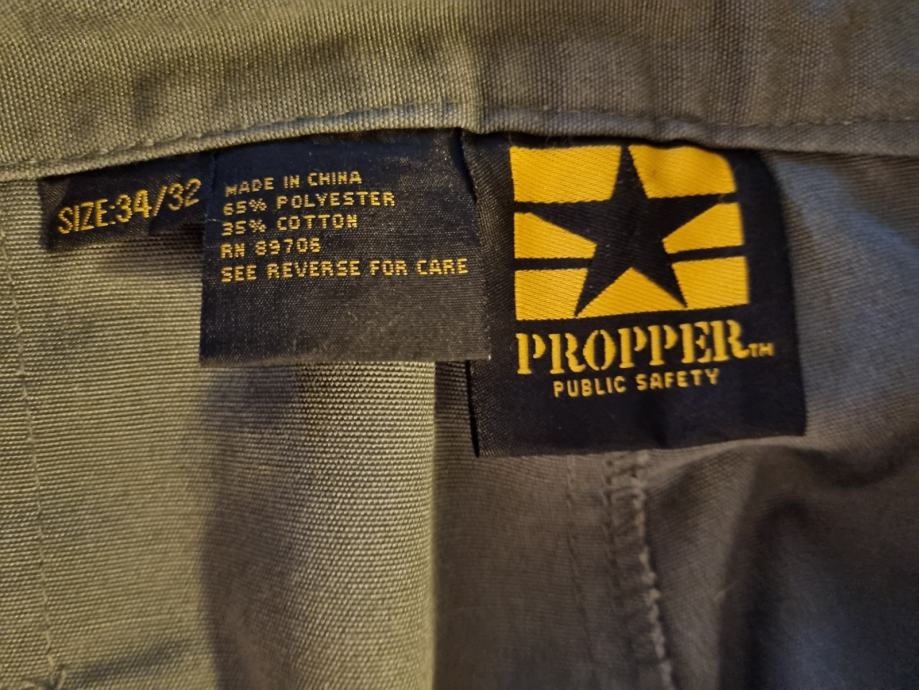 SIZE:34/32
MADE IN CHINA
65% POLYESTER
35% COTTON
RN 89706
SEE REVERSE FOR CARE
PROPPER™
PUBLIC SAFETY